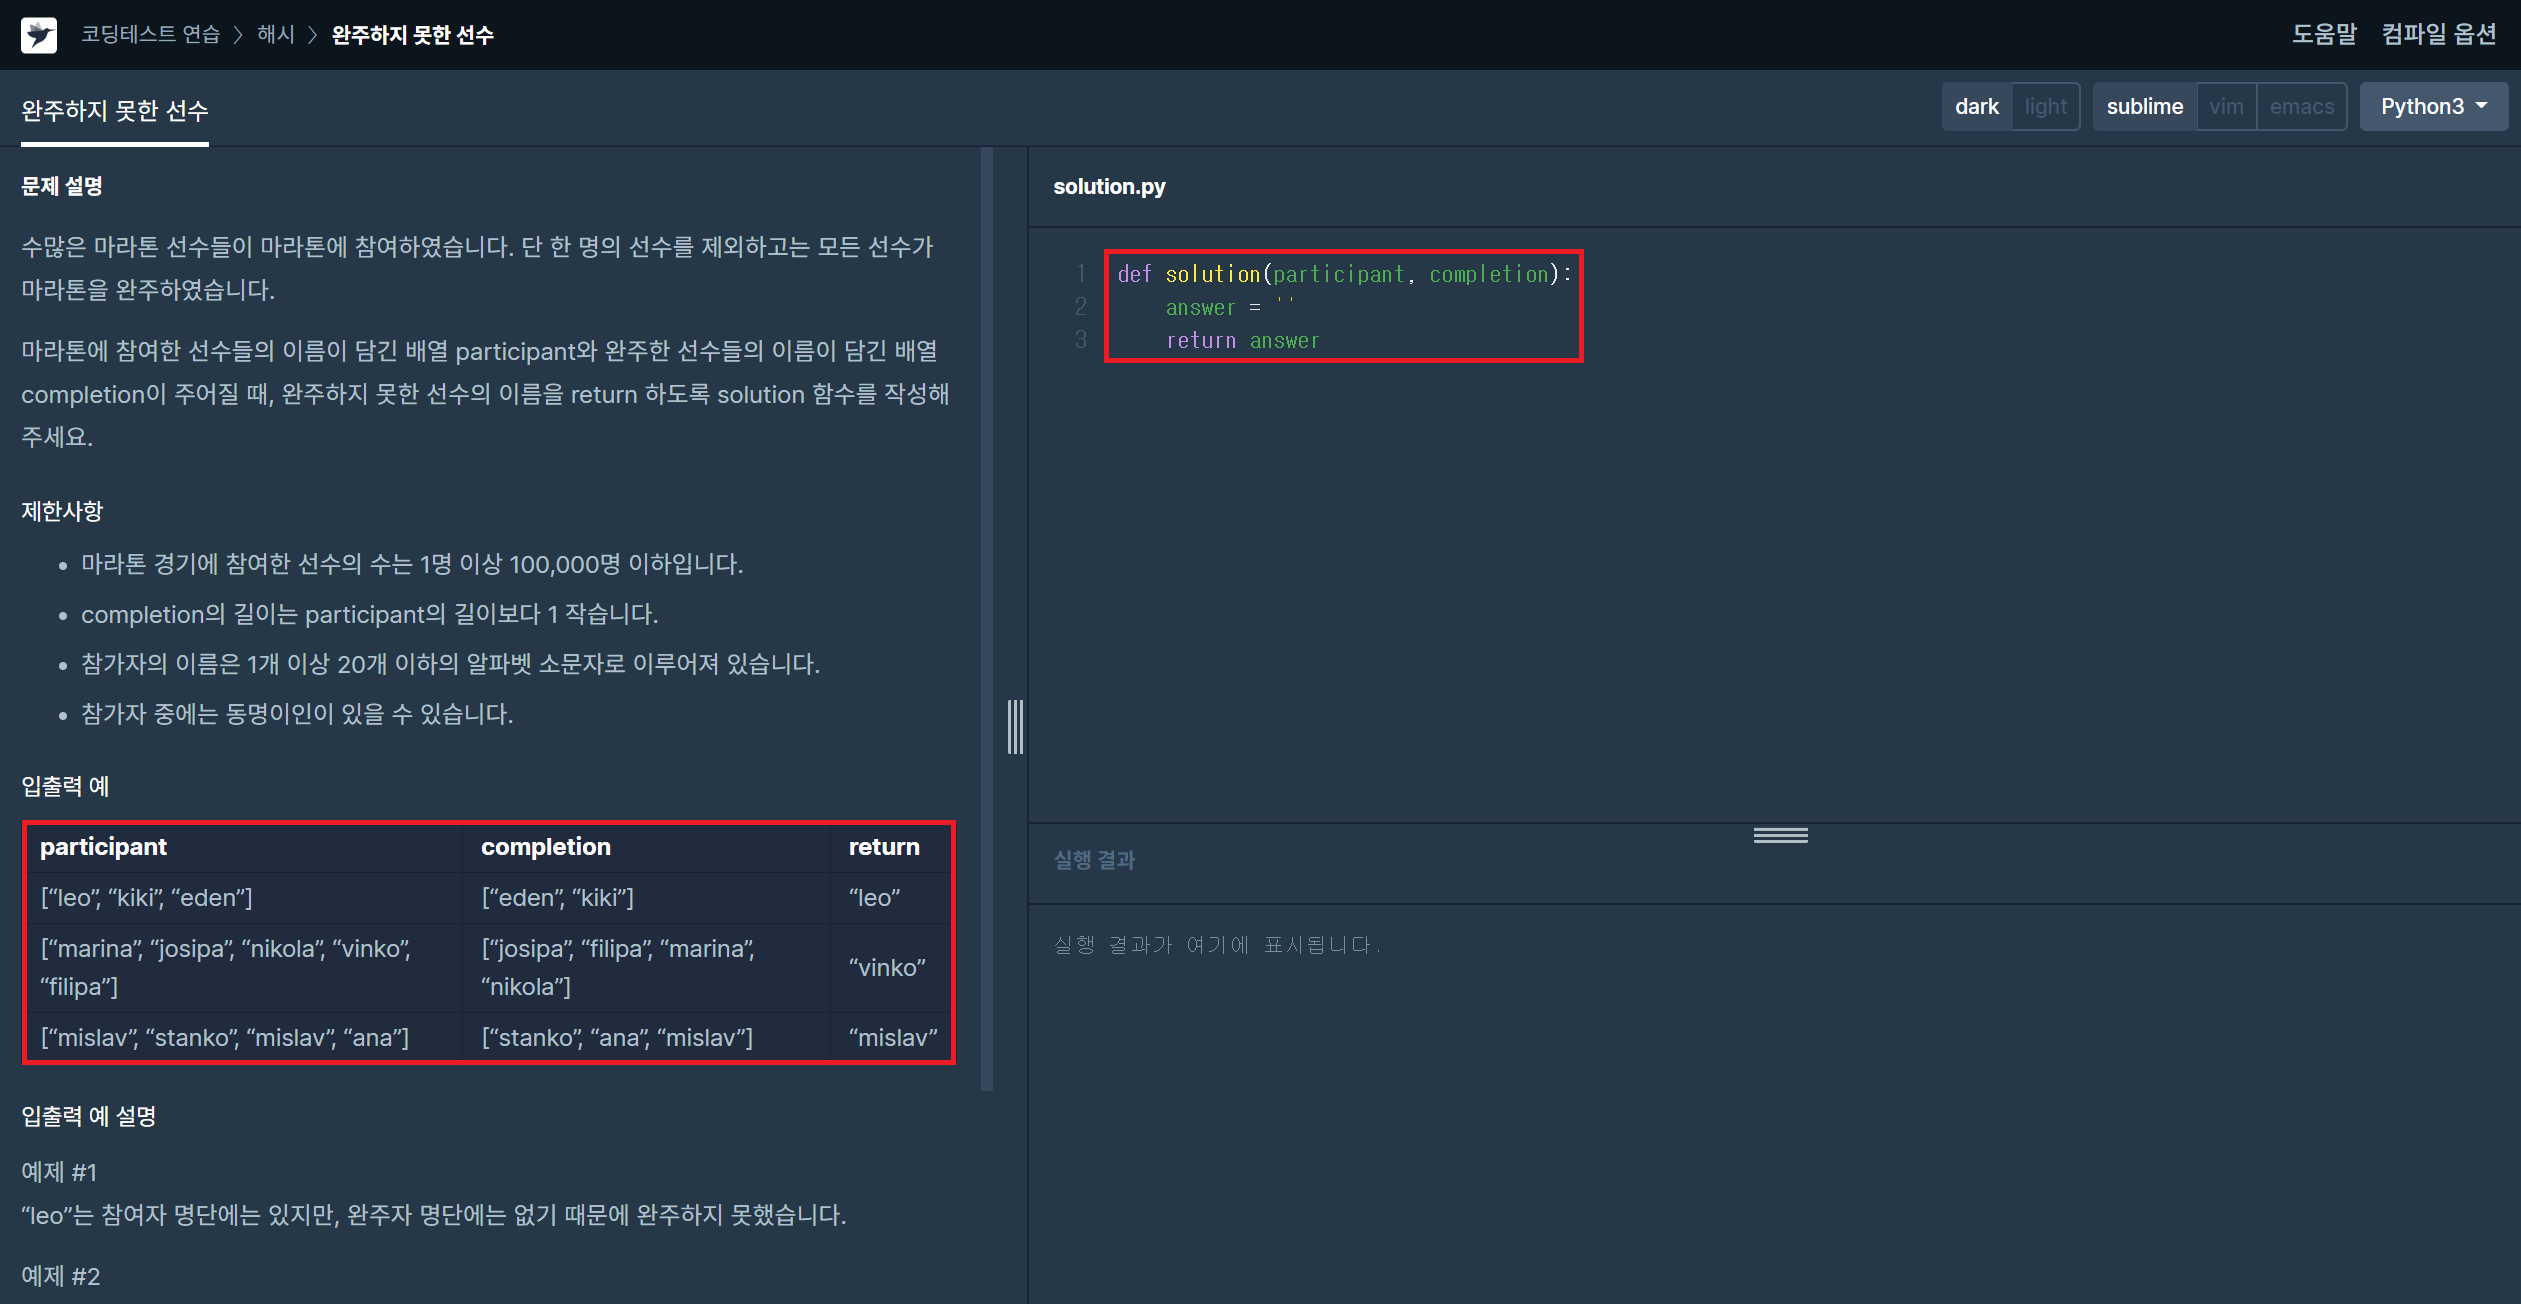 코딩테스트 연습 > 해시 > 완주하지 못한 선수
도움말 컴파일 옵션
완주하지 못한 선수
dark light sublime vim emacs Python3
문제 설명
수많은 마라톤 선수들이 마라톤에 참여하였습니다. 단 한 명의 선수를 제외하고는 모든 선수가
마라톤을 완주하였습니다.
마라톤에 참여한 선수들의 이름이 담긴 배열 participant와 완주한 선수들의 이름이 담긴 배열
completion이 주어질 때, 완주하지 못한 선수의 이름을 return 하도록 solution 함수를 작성해
주세요.
제한사항
• 마라톤 경기에 참여한 선수의 수는 1명 이상 100,000명 이하입니다.
• completion의 길이는 participant의 길이보다 1 작습니다.
• 참가자의 이름은 1개 이상 20개 이하의 알파벳 소문자로 이루어져 있습니다.
• 참가자 중에는 동명이인이 있을 수 있습니다.
입출력 예
participant completion return
[“leo”, “kiki”, “eden”] [“eden”, “kiki”] “leo”
[“marina”, “josipa”, “nikola”, “vinko”, “filipa”] [“josipa”, “filipa”, “marina”, “nikola”] “vinko”
[“mislav”, “stanko”, “mislav”, “ana”] [“stanko”, “ana”, “mislav”] “mislav”
입출력 예 설명
예제 #1
“leo”는 참여자 명단에는 있지만, 완주자 명단에는 없기 때문에 완주하지 못했습니다.
예제 #2
solution.py
1 def solution(participant, completion):
2     answer = ''
3     return answer
실행 결과
실행 결과가 여기에 표시됩니다.